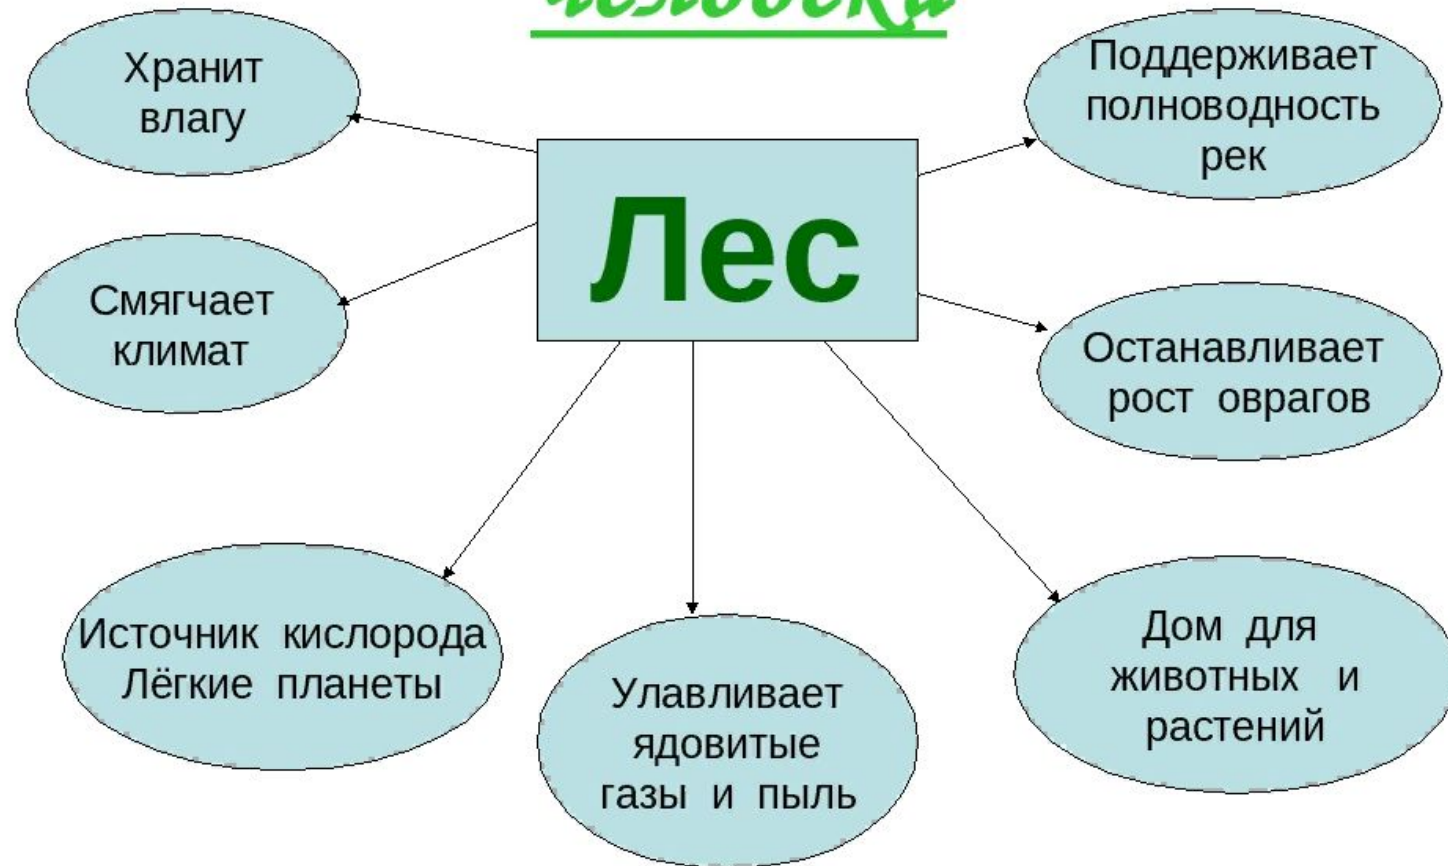 человека
Хранит
влагу
Поддерживает
полноводность
рек
Лес
Смягчает
климат
Останавливает
рост оврагов
Источник кислорода
Лёгкие планеты
Улавливает
ядовитые
газы и пыль
Дом для
животных и
растений